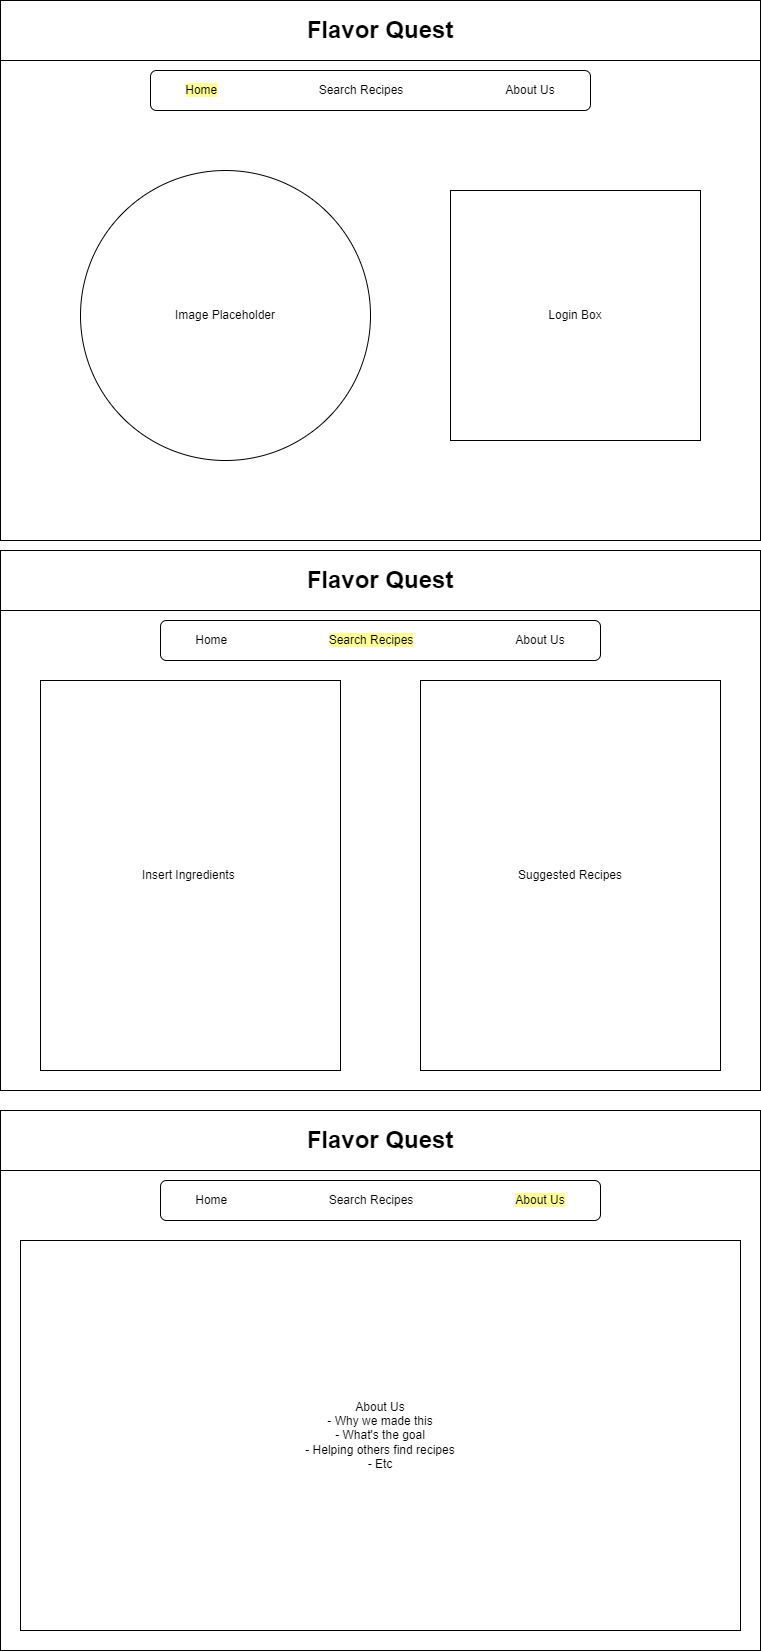 Flavor Quest
Home Search Recipes About Us
Image Placeholder
Login Box
Flavor Quest
Home Search Recipes About Us
Insert Ingredients
Suggested Recipes
Flavor Quest
Home Search Recipes About Us
About Us
- Why we made this
- What's the goal
- Helping others find recipes
- Etc